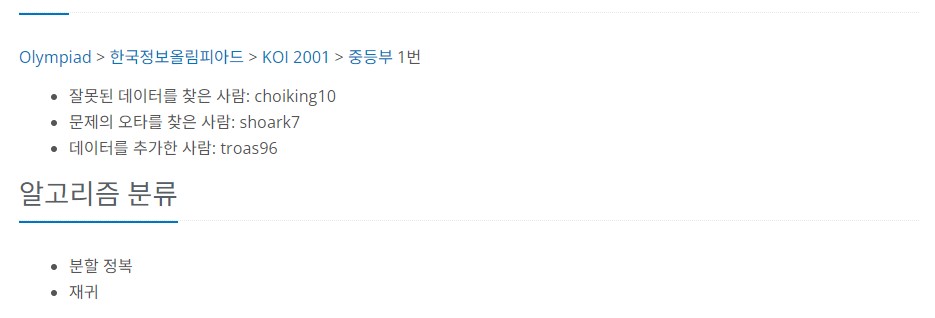 Olympiad > 한국정보올림피아드 > KOI 2001 > 중등부 1번
잘못된 데이터를 찾은 사람: choiking10
문제의 오타를 찾은 사람: shoark7
데이터를 추가한 사람: troas96
알고리즘 분류
분할 정복
재귀